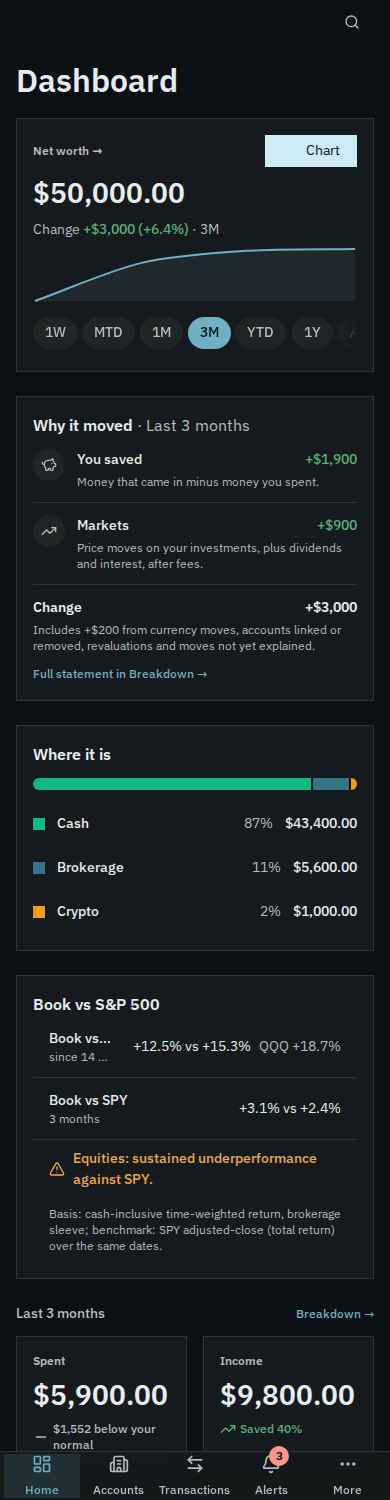 Dashboard
Net worth →
Chart
$50,000.00
Change +$3,000 (+6.4%) · 3M
1W MTD 1M 3M YTD 1Y
Why it moved · Last 3 months
You saved +$1,900
Money that came in minus money you spent.
Markets +$900
Price moves on your investments, plus dividends
and interest, after fees.
Change +$3,000
Includes +$200 from currency moves, accounts linked or
removed, revaluations and moves not yet explained.
Full statement in Breakdown →
Where it is
Cash 87% $43,400.00
Brokerage 11% $5,600.00
Crypto 2% $1,000.00
Book vs S&P 500
Book vs... +12.5% vs +15.3% QQQ +18.7%
since 14 ...
Book vs SPY +3.1% vs +2.4%
3 months
Equities: sustained underperformance
against SPY.
Basis: cash-inclusive time-weighted return, brokerage
sleeve; benchmark: SPY adjusted-close (total return)
over the same dates.
Last 3 months Breakdown →
Spent
$5,900.00
$1,552 below your
normal
Income
$9,800.00
Saved 40%
3
Home Accounts Transactions Alerts More